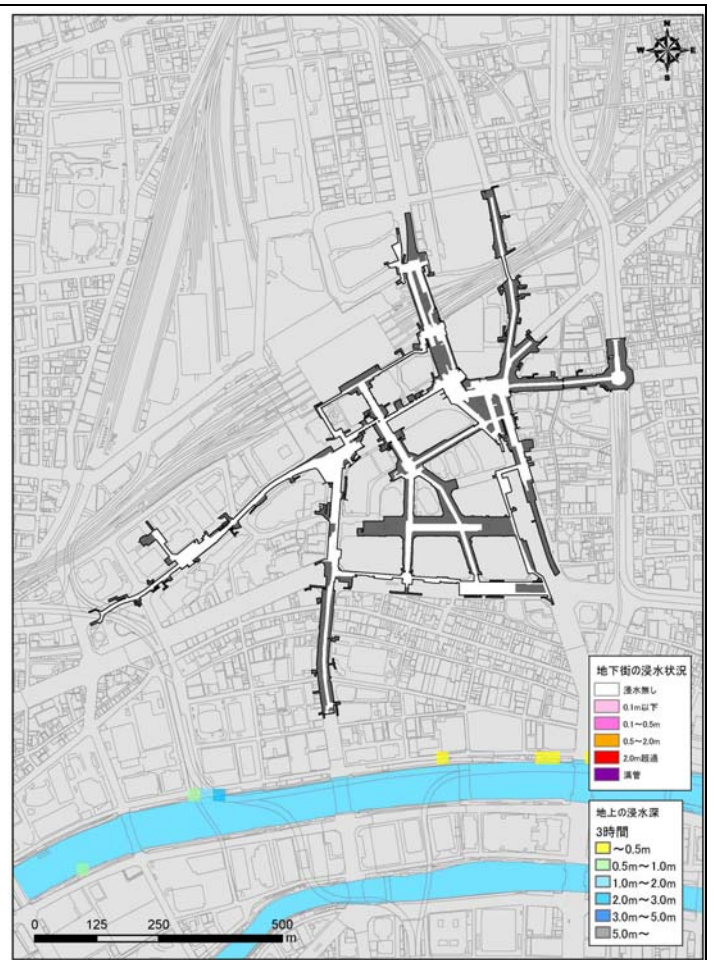 N
W E
S
地下街の浸水状況
浸水無し
0.1m以下
0.1～0.5m
0.5～2.0m
2.0m超過
満管
地上の浸水深
3時間
～0.5m
0.5m～1.0m
1.0m～2.0m
2.0m～3.0m
3.0m～5.0m
5.0m～
0 125 250 500
m